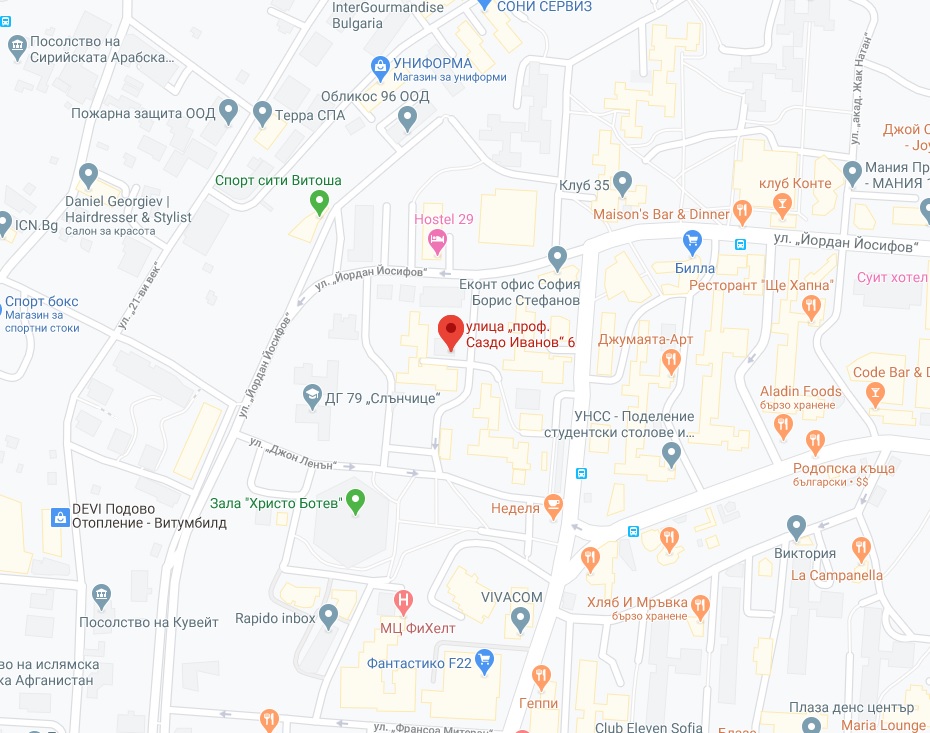 InterGourmandise
Bulgaria
СОНИ СЕРВИЗ
Посолство на
Сирийската Арабска...
УНИФОРМА
Магазин за униформи
Обликос 96 ООД
Пожарна защита ООД
Терра СПА
ул. „акад. Жак Натан“
Джой С
- Joy
Мания Пр
- МАНИЯ 1
Клуб 35
клуб Конте
Спорт сити Витоша
Daniel Georgiev |
Hairdresser & Stylist
Салон за красота
ICN.Bg
Hostel 29
Maison's Bar & Dinner
ул. „Йордан Йосифов“
Билла
ул. „21-ви век“
ул. „Йордан Йосифов“
Еконт офис София
Борис Стефанов
Ресторант "Ще Хапна"
Суит хотел
Спорт бокс
Магазин за
спортни стоки
улица „проф.
Саздо Иванов“ 6
Джумаята-Арт
ул. „Йордан Йосифов“
ДГ 79 „Слънчице“
Aladin Foods
бързо хранене
Code Bar & D
УНСС - Поделение
студентски столове и...
ул. „Джон Ленън“
Родопска къща
български • $$
Зала "Христо Ботев"
Неделя
DEVI Подово
Отопление - Витумбилд
Виктория
La Campanella
VIVACOM
Хляб И Мръвка
бързо хранене
Посолство на Кувейт
Rapido inbox
H
МЦ ФиХелт
во на ислямска
ка Афганистан
Фантастико F22
Геппи
Плаза денс център
Maria Lounge
ул. „Франсоа Митеран“
Club Eleven Sofia